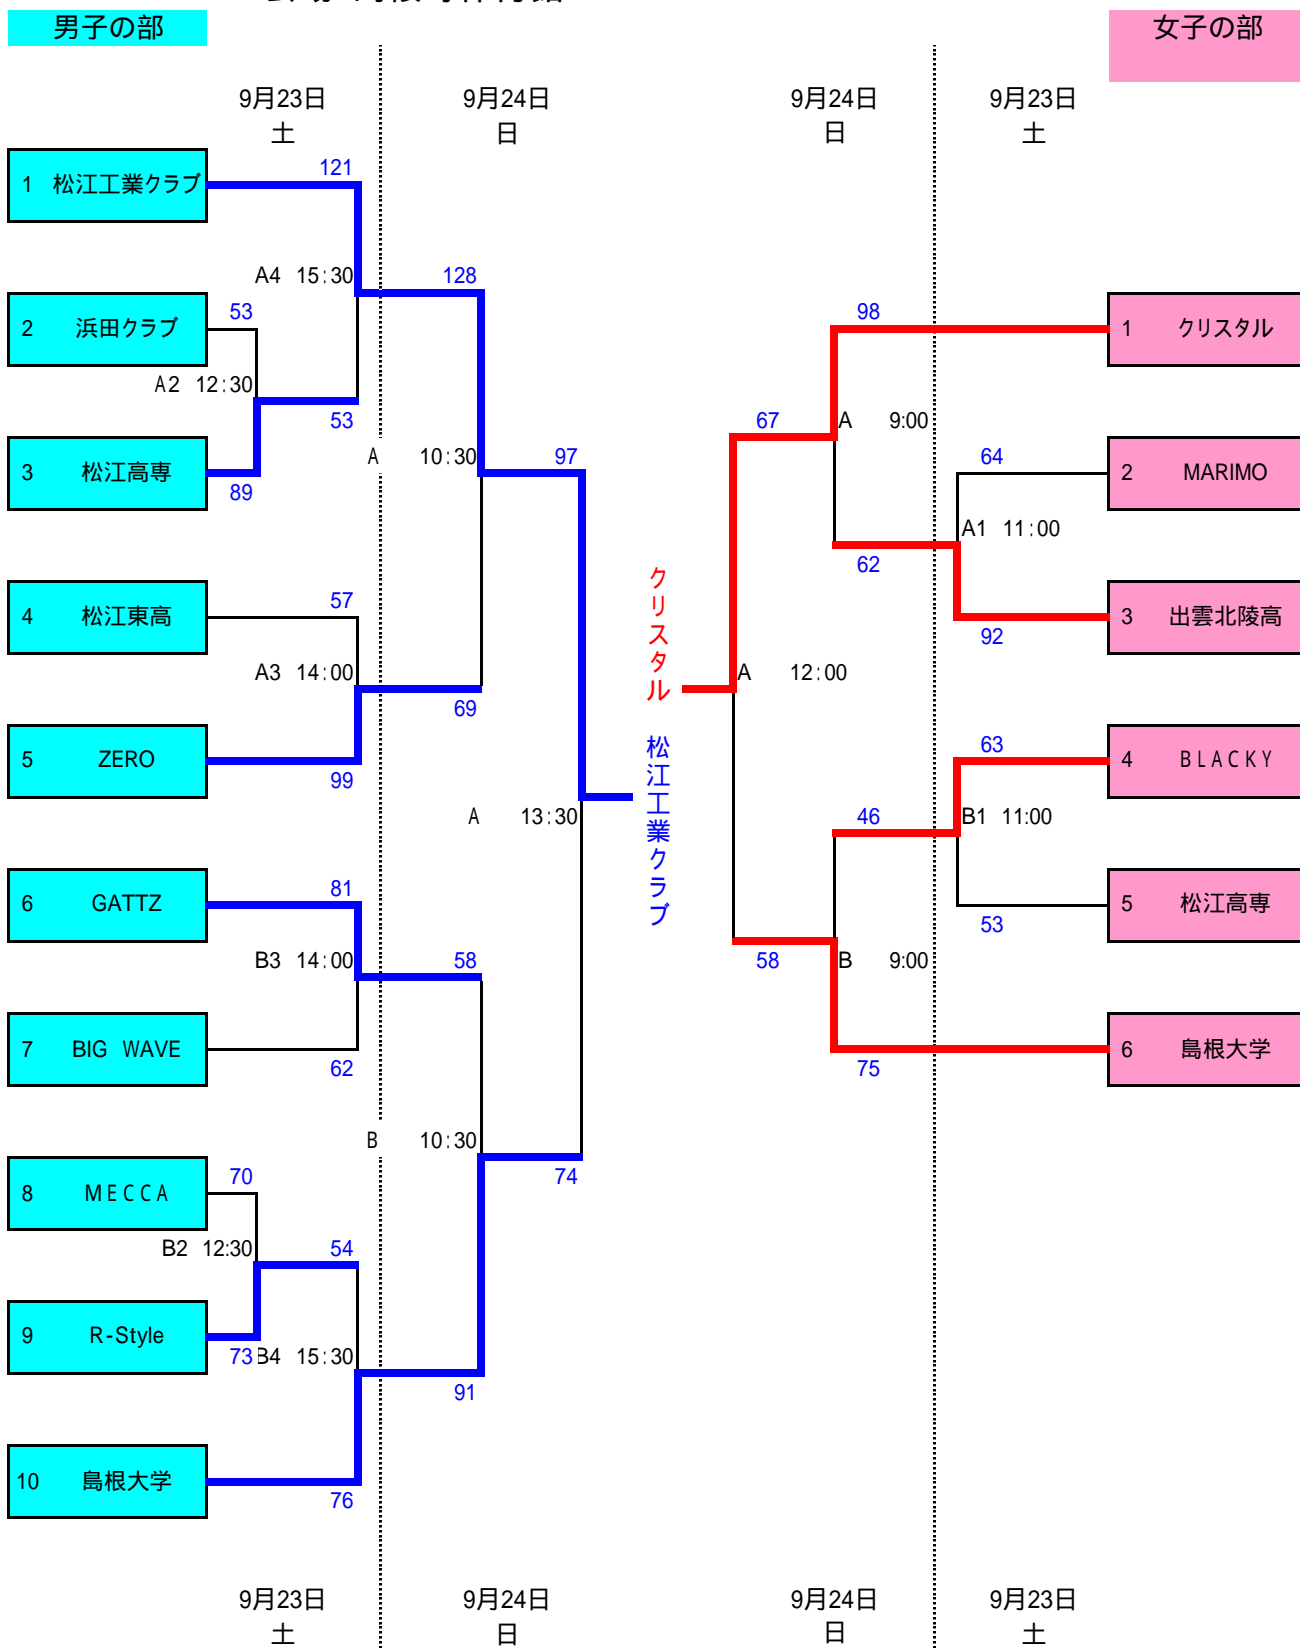 男子の部
女子の部
9月23日
9月24日
9月24日
9月23日
土
日
日
土
121
1 松江工業クラブ
A4 15:30
128
53
98
2 浜田クラブ
1 クリスタル
A2 12:30
53
67
A 9:00
A 10:30
97
64
3 松江高専
2 MARIMO
89
A1 11:00
62
57
4 松江東高
3 出雲北陵高
92
A3 14:00
A 12:00
クリスタル
69
松江工業クラブ
63
5 ZERO
4 BLACKY
99
A 13:30
46
B1 11:00
81
6 GATTZ
5 松江高専
53
B3 14:00
58
58
B 9:00
7 BIG WAVE
6 島根大学
62
75
B 10:30
70
74
8 MECCA
B2 12:30
54
9 R-Style
73
B4 15:30
91
10 島根大学
76
9月23日
9月24日
9月24日
9月23日
土
日
日
土